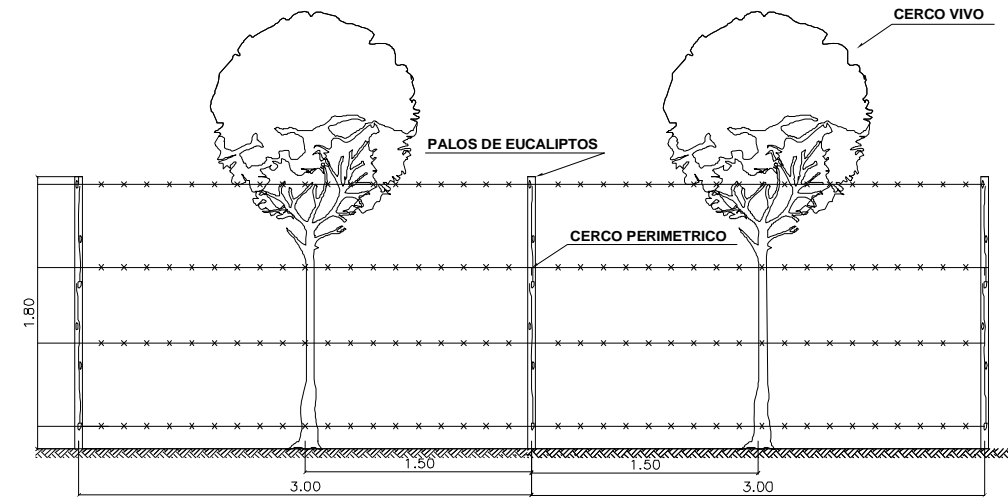 CERCO VIVO
PALOS DE EUCALIPTOS
CERCO PERIMETRICO
1.80
1.50
1.50
3.00
3.00